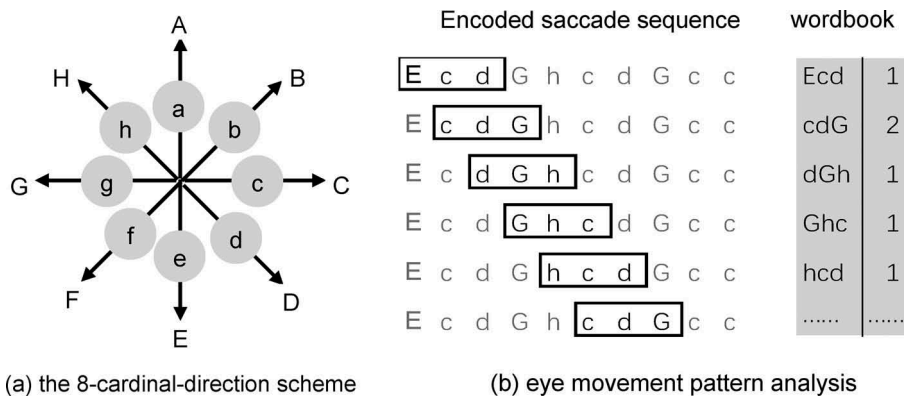 A
H
B
a
h
b
G
g
c
C
f
d
e
F
D
E
(a) the 8-cardinal-direction scheme
Encoded saccade sequence
wordbook
E c d G h c d G c c
Ecd 1
E c d G h c d G c c
cdG 2
E c d G h c d G c c
dGh 1
E c d G h c d G c c
Ghc 1
E c d G h c d G c c
hcd 1
E c d G h c d G c c
...... ......
(b) eye movement pattern analysis